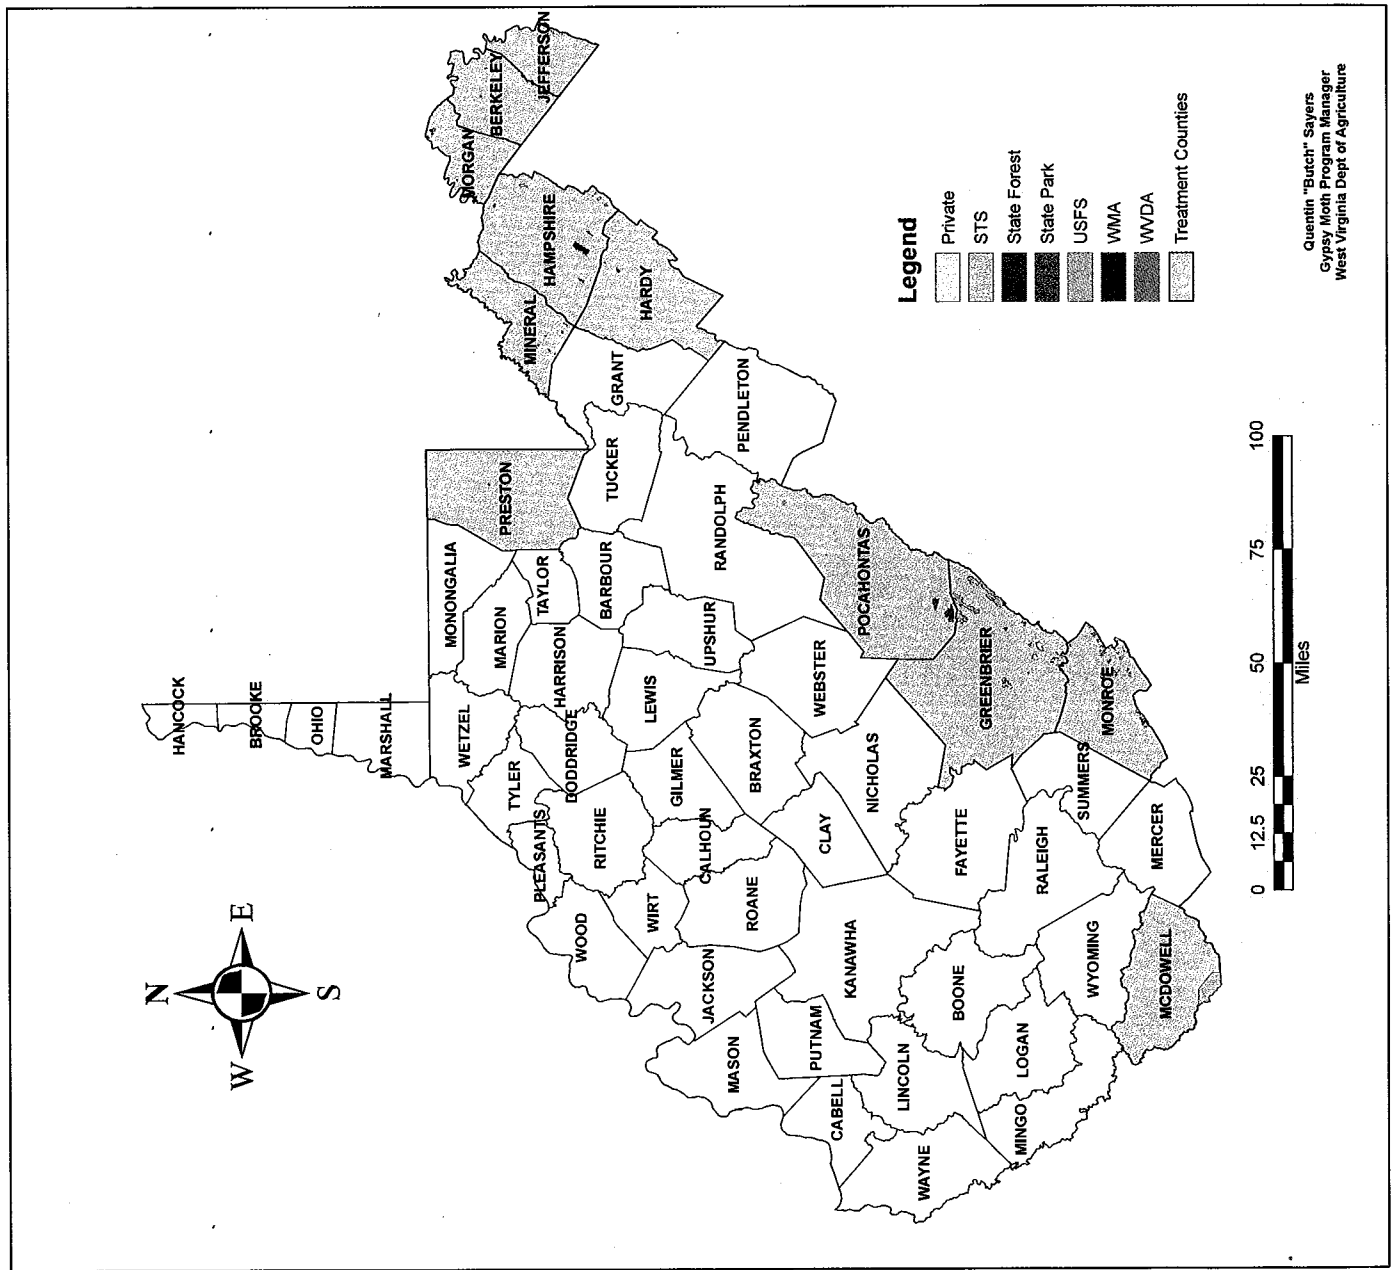 N
W
E
S
HANCOCK
BROOKE
OHIO
MARSHALL
WETZEL
MONONGALIA
PRESTON
MORGAN
BERKELEY
JEFFERSON
MINERAL
HAMPSHIRE
HARDY
GRANT
PENDLETON
TUCKER
MARION
TAYLOR
BARBOUR
RANDOLPH
TYLER
DODDRIDGE
HARRISON
PLEASANTS
RITCHIE
GILMER
LEWIS
UPSHUR
WOOD
WIRT
CALHOUN
BRAXTON
WEBSTER
POCAHONTAS
JACKSON
ROANE
CLAY
NICHOLAS
GREENBRIER
MASON
PUTNAM
KANAWHA
FAYETTE
SUMMERS
MONROE
CABELL
LINCOLN
BOONE
RALEIGH
MERCER
WAYNE
MINGO
LOGAN
WYOMING
MCDOWELL
Legend
Private
STS
State Forest
State Park
USFS
WMA
WVDA
Treatment Counties
0 12.5 25 50 75 100
Miles
Quentin "Butch" Sayers
Gypsy Moth Program Manager
West Virginia Dept of Agriculture